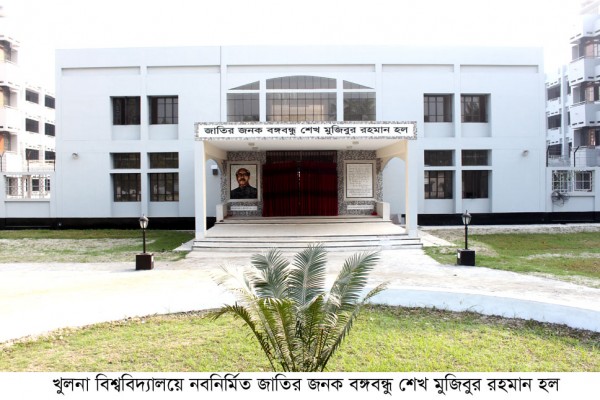 জাতির জনক বঙ্গবন্ধু শেখ মুজিবুর রহমান হল
খুলনা বিশ্ববিদ্যালয়ে নবনির্মিত জাতির জনক বঙ্গবন্ধু শেখ মুজিবুর রহমান হল